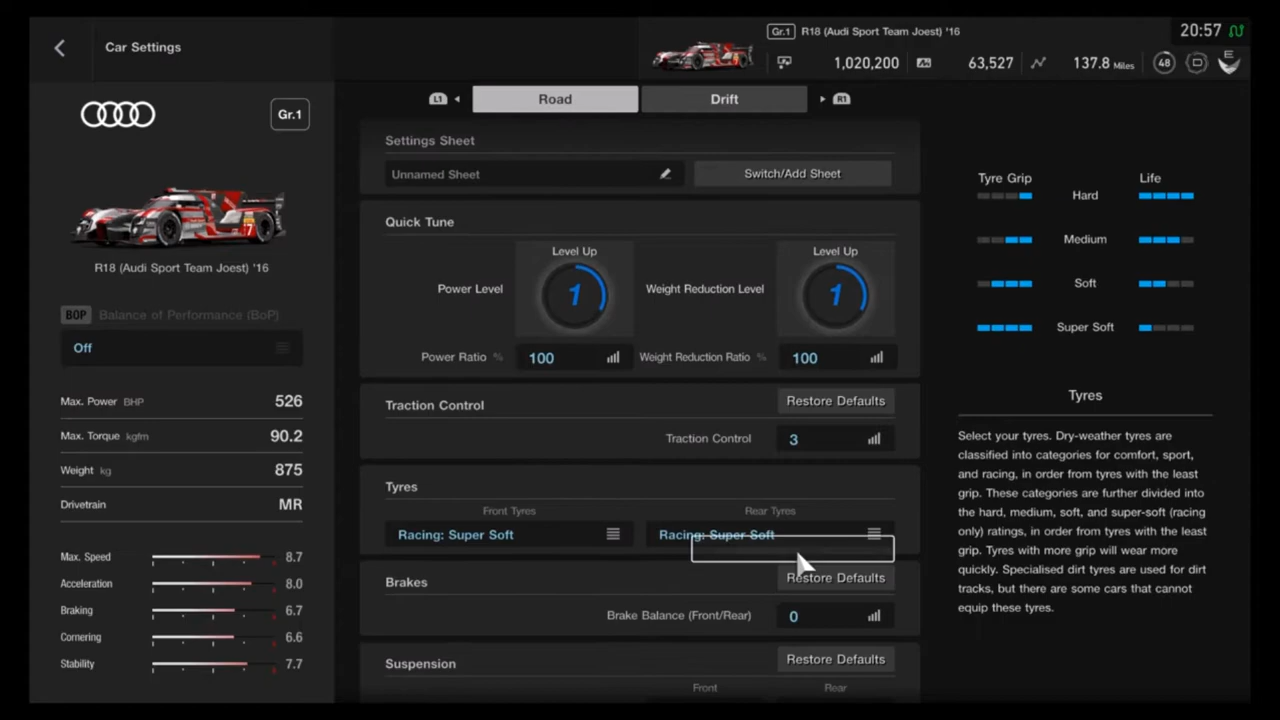 Car Settings
Gr.1 R18 (Audi Sport Team Joest) '16
20:57
1,020,200
63,527
137.8 Miles
48
D
E
Gr.1
R18 (Audi Sport Team Joest) '16
BOP Balance of Performance (BoP)
Off
Max. Power BHP 526
Max. Torque kgfm 90.2
Weight kg 875
Drivetrain MR
Max. Speed 8.7
Acceleration 8.0
Braking 6.7
Cornering 6.6
Stability 7.7
L1 Road Drift R1
Settings Sheet
Unnamed Sheet Switch/Add Sheet
Quick Tune
Level Up Level Up
Power Level 1 Weight Reduction Level 1
Power Ratio % 100 Weight Reduction Ratio % 100
Traction Control Restore Defaults
Traction Control 3
Tyres
Front Tyres Rear Tyres
Racing: Super Soft Racing: Super Soft
Brakes Restore Defaults
Brake Balance (Front/Rear) 0
Suspension Restore Defaults
Front Rear
Tyre Grip Life
Hard
Medium
Soft
Super Soft
Tyres
Select your tyres. Dry-weather tyres are
classified into categories for comfort, sport,
and racing, in order from tyres with the least
grip. These categories are further divided into
the hard, medium, soft, and super-soft (racing
only) ratings, in order from tyres with the least
grip. Tyres with more grip will wear more
quickly. Specialised dirt tyres are used for dirt
tracks, but there are some cars that cannot
equip these tyres.